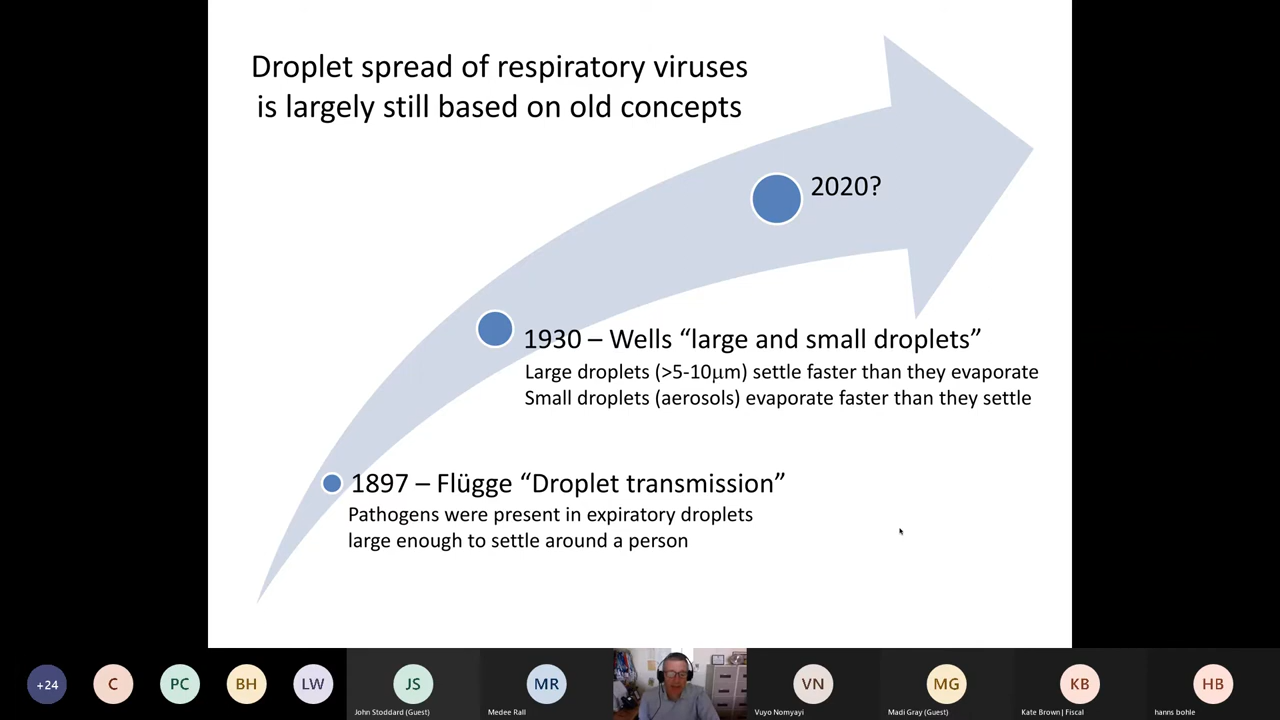 Droplet spread of respiratory viruses
is largely still based on old concepts
2020?
1930 – Wells “large and small droplets”
Large droplets (>5-10μm) settle faster than they evaporate
Small droplets (aerosols) evaporate faster than they settle
1897 – Flügge “Droplet transmission”
Pathogens were present in expiratory droplets
large enough to settle around a person
+24
C
PC
BH
LW
JS
MR
VN
MG
KB
HB
John Stoddard (Guest)
Medee Rall
Vuyo Nomyayi
Madi Gray (Guest)
Kate Brown | Fiscal
hanns bohle